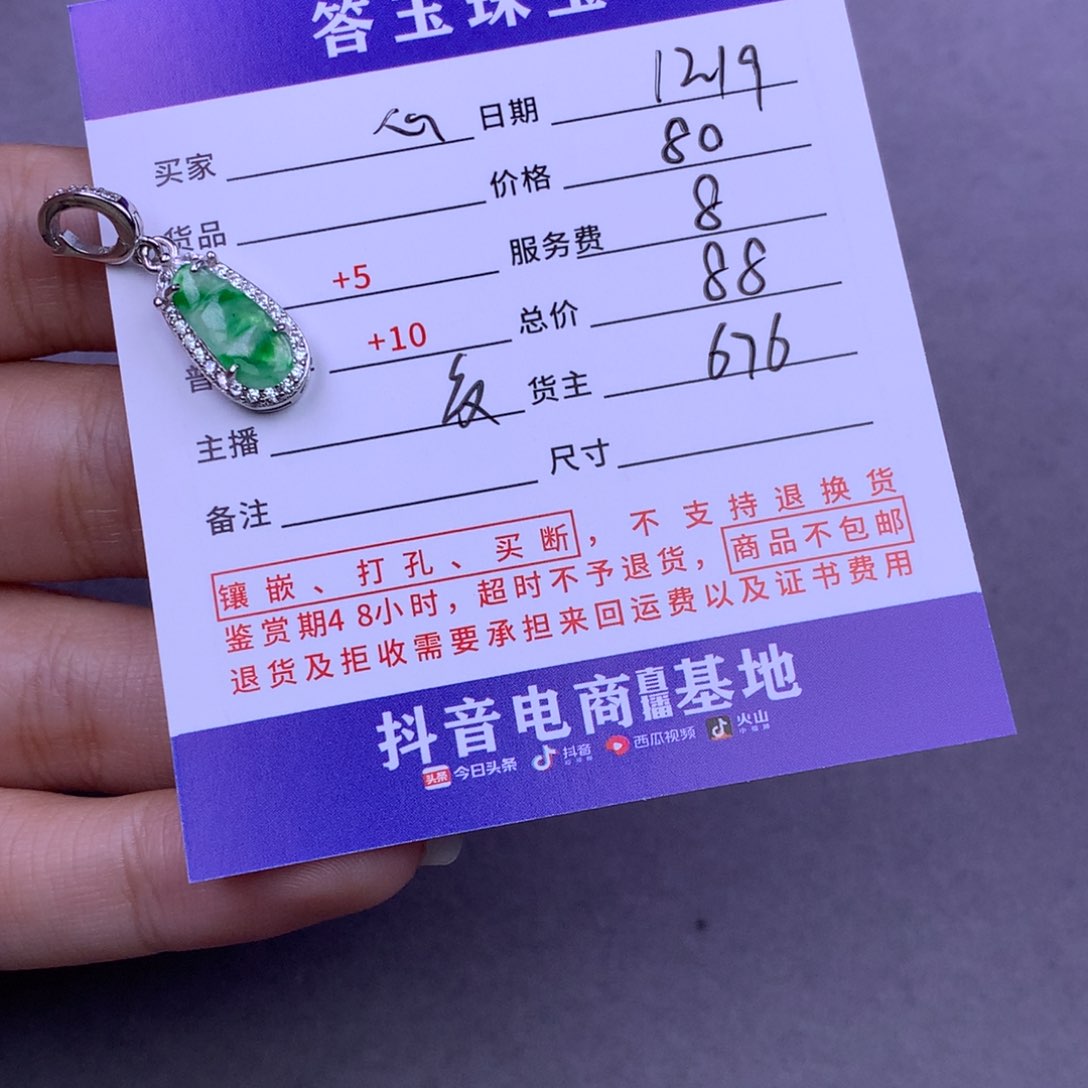 答玉珠宝
买家 日期 1219
货品 价格 80
+5 服务费 8
普 +10 总价 88
主播 货主 676
备注 尺寸
镶嵌、打孔、买断，不支持退换货
鉴赏期48小时，超时不予退货，商品不包邮
退货及拒收需要承担来回运费以及证书费用
抖音电商直播基地
头条 今日头条 抖音 西瓜视频 火山